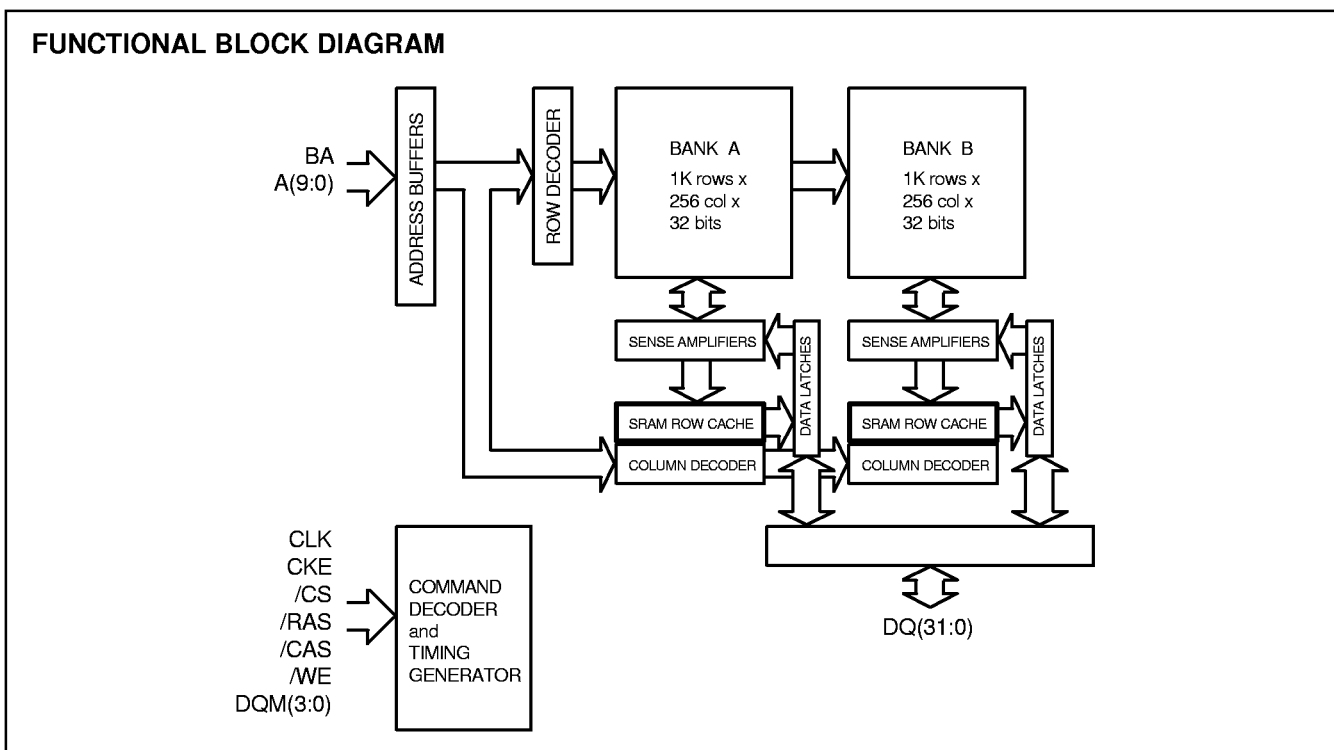 FUNCTIONAL BLOCK DIAGRAM
BA
A(9:0)
ADDRESS BUFFERS
ROW DECODER
BANK A
1K rows x
256 col x
32 bits
BANK B
1K rows x
256 col x
32 bits
SENSE AMPLIFIERS
DATA LATCHES
SENSE AMPLIFIERS
DATA LATCHES
SRAM ROW CACHE
SRAM ROW CACHE
COLUMN DECODER
COLUMN DECODER
CLK
CKE
/CS
/RAS
/CAS
/WE
DQM(3:0)
COMMAND
DECODER
and
TIMING
GENERATOR
DQ(31:0)